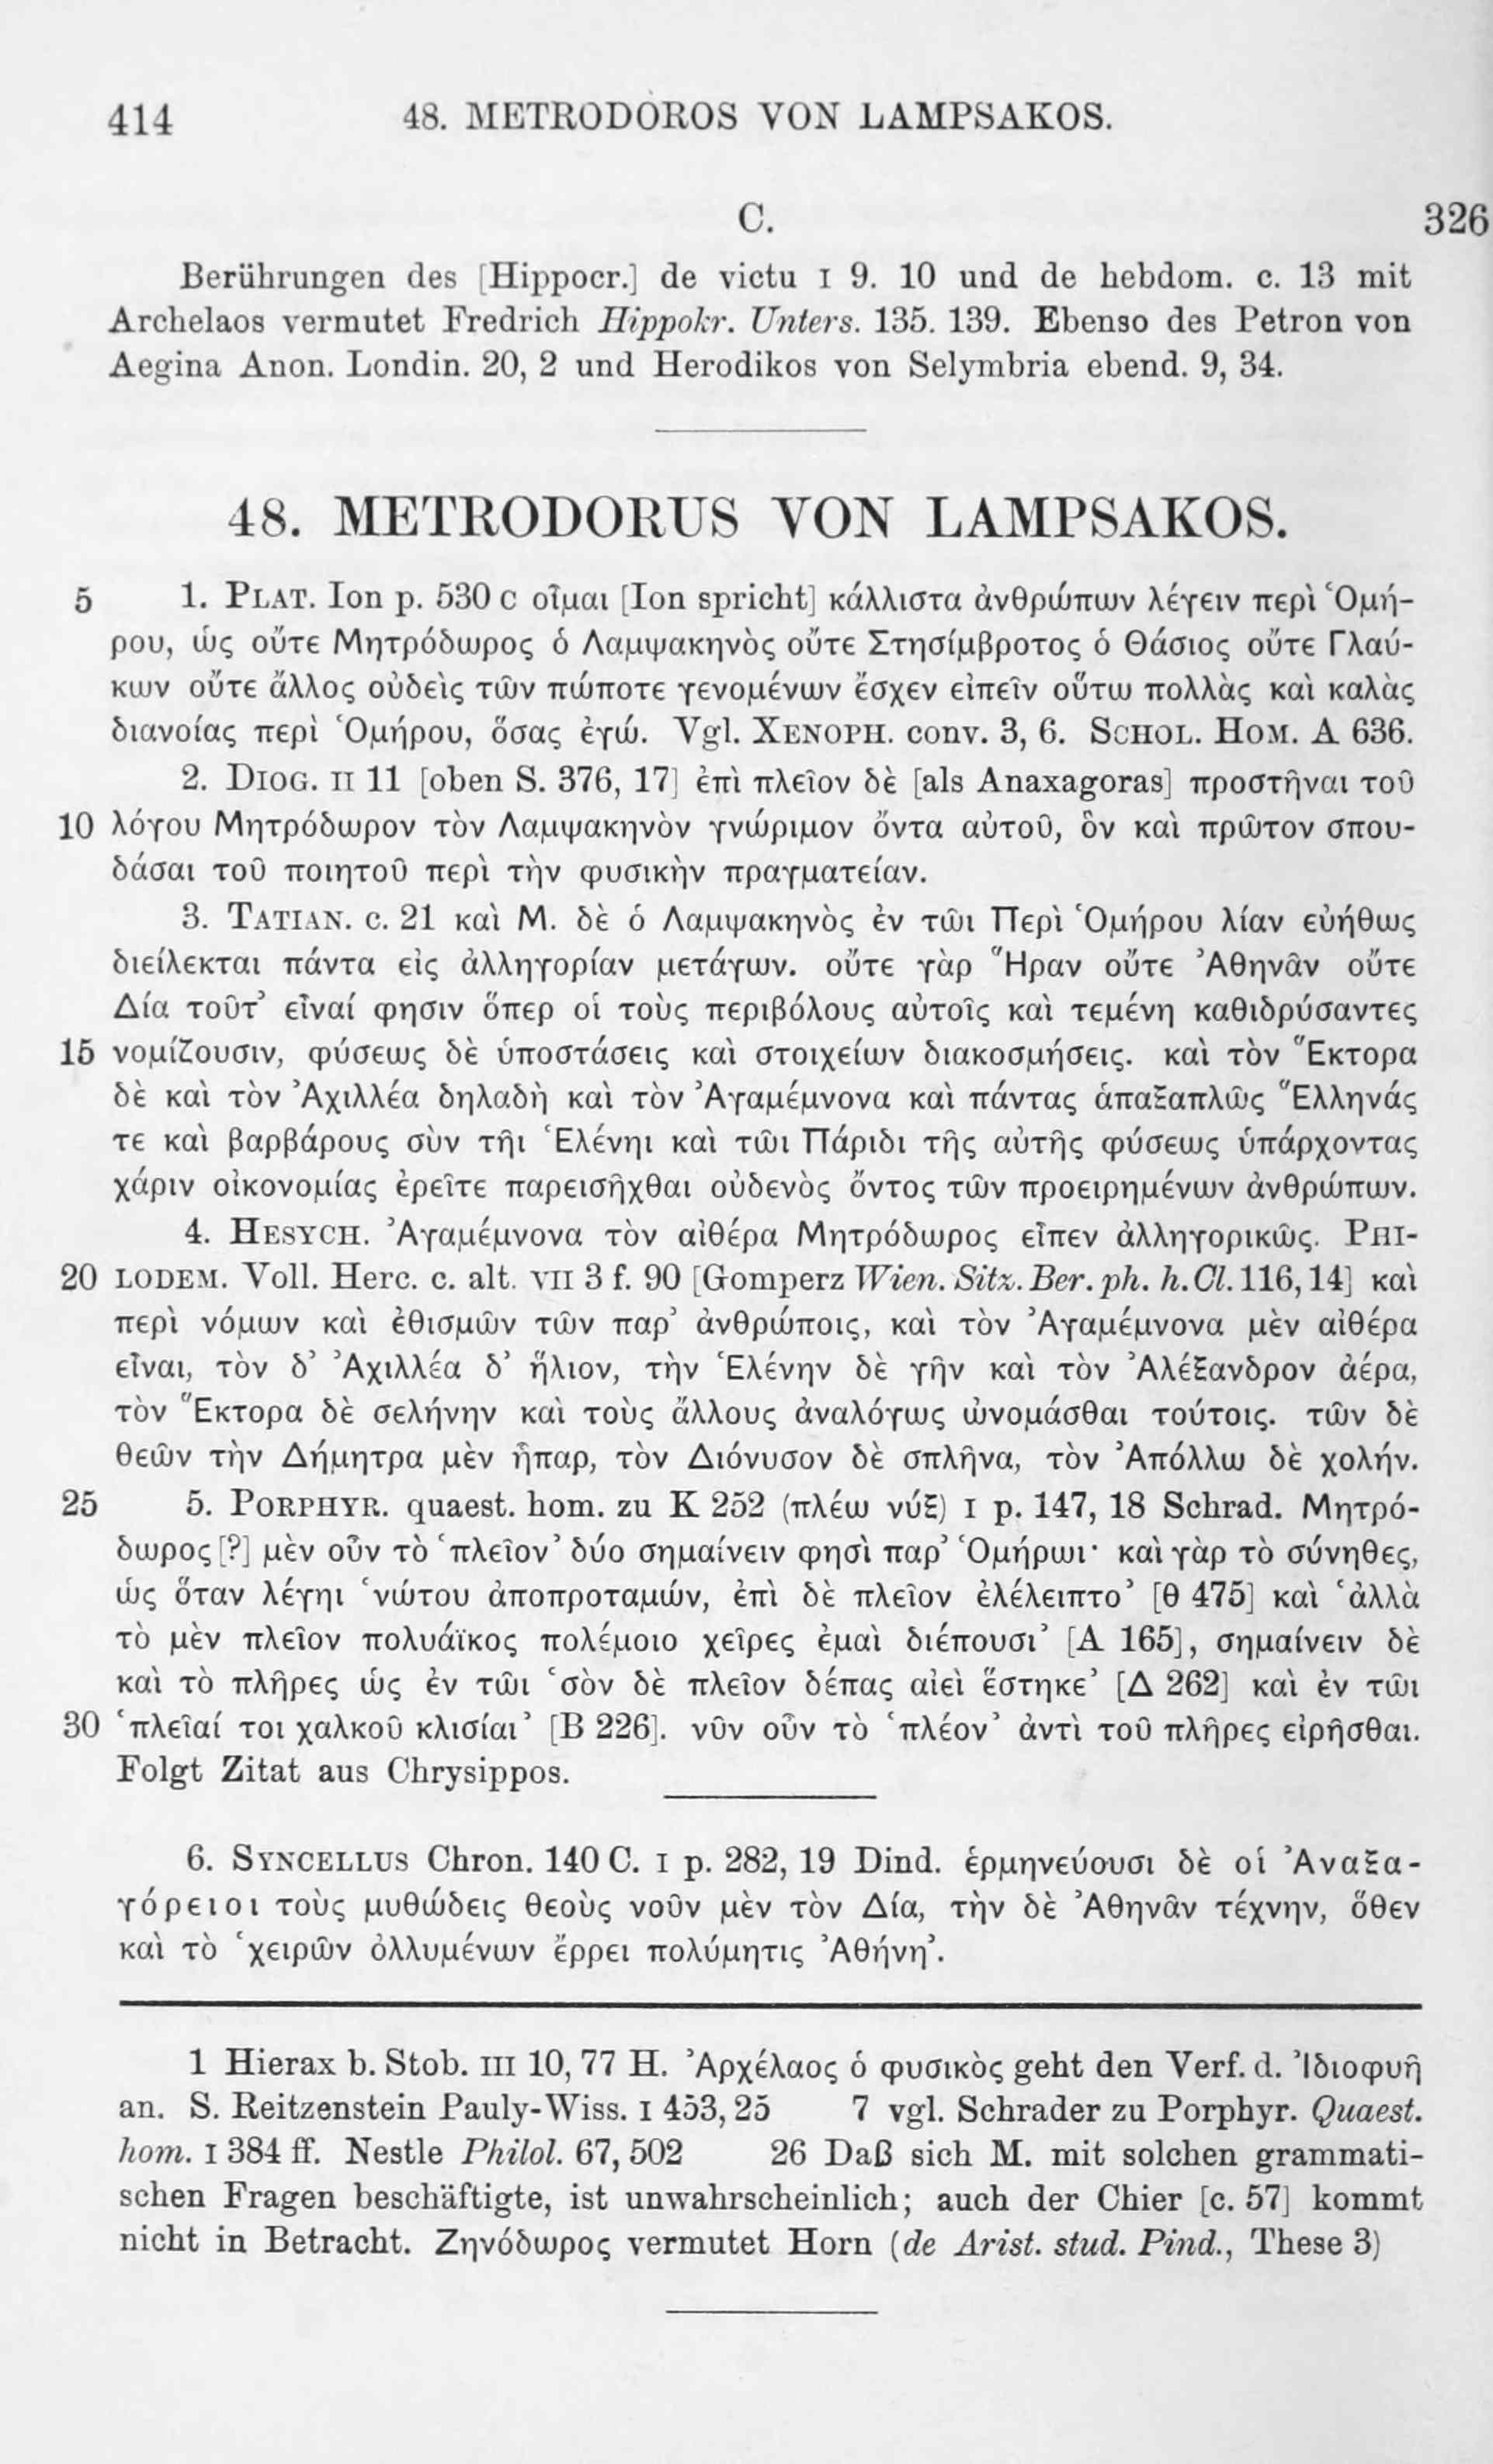 414 48. METRODOROS VON LAMPSAKOS.
C. 326
Berührungen des [Hippocr.] de victu I 9. 10 und de hebdom. c. 13 mit
Archelaos vermutet Fredrich Hippokr. Unters. 135. 139. Ebenso des Petron von
Aegina Anon. Londin. 20, 2 und Herodikos von Selymbria ebend. 9, 34.
48. METRODORUS VON LAMPSAKOS.
5 1. PLAT. Ion p. 530 c οἶμαι [Ion spricht] κάλλιστα ἀνθρώπων λέγειν περὶ Ὁμή-
ρου, ὡς οὔτε Μητρόδωρος ὁ Λαμψακηνὸς οὔτε Στησίμβροτος ὁ Θάσιος οὔτε Γλαύ-
κων οὔτε ἄλλος οὐδεὶς τῶν πώποτε γενομένων ἔσχεν εἰπεῖν οὕτω πολλὰς καὶ καλὰς
διανοίας περὶ Ὁμήρου, ὅσας ἐγώ. Vgl. XENOPH. conv. 3, 6. SCHOL. HOM. Λ 636.
2. DIOG. II 11 [oben S. 376, 17] ἐπὶ πλεῖον δὲ [als Anaxagoras] προστῆναι τοῦ
10 λόγου Μητρόδωρον τὸν Λαμψακηνὸν γνώριμον ὄντα αὐτοῦ, ὃν καὶ πρῶτον σπου-
δάσαι τοῦ ποιητοῦ περὶ τὴν φυσικὴν πραγματείαν.
3. TATIAN. c. 21 καὶ Μ. δὲ ὁ Λαμψακηνὸς ἐν τῶι Περὶ Ὁμήρου λίαν εὐήθως
διείλεκται πάντα εἰς ἀλληγορίαν μετάγων. οὔτε γὰρ Ἥραν οὔτε Ἀθηνᾶν οὔτε
Δία τοῦτ’ εἶναί φησιν ὅπερ οἱ τοὺς περιβόλους αὐτοῖς καὶ τεμένη καθιδρύσαντες
15 νομίζουσιν, φύσεως δὲ ὑποστάσεις καὶ στοιχείων διακοσμήσεις. καὶ τὸν Ἕκτορα
δὲ καὶ τὸν Ἀχιλλέα δηλαδὴ καὶ τὸν Ἀγαμέμνονα καὶ πάντας ἁπαξαπλῶς Ἕλληνάς
τε καὶ βαρβάρους σὺν τῆι Ἑλένηι καὶ τῶι Πάριδι τῆς αὐτῆς φύσεως ὑπάρχοντας
χάριν οἰκονομίας ἐρεῖτε παρεισῆχθαι οὐδενὸς ὄντος τῶν προειρημένων ἀνθρώπων.
4. HESYCH. Ἀγαμέμνονα τὸν αἰθέρα Μητρόδωρος εἶπεν ἀλληγορικῶς. PHI-
20 LODEM. Voll. Herc. c. alt. VII 3 f. 90 [Gomperz Wien. Sitz. Ber. ph. h. Cl. 116, 14] καὶ
περὶ νόμων καὶ ἐθισμῶν τῶν παρ’ ἀνθρώποις, καὶ τὸν Ἀγαμέμνονα μὲν αἰθέρα
εἶναι, τὸν δ’ Ἀχιλλέα δ’ ἥλιον, τὴν Ἑλένην δὲ γῆν καὶ τὸν Ἀλέξανδρον ἀέρα,
τὸν Ἕκτορα δὲ σελήνην καὶ τοὺς ἄλλους ἀναλόγως ὠνομάσθαι τούτοις. τῶν δὲ
θεῶν τὴν Δήμητρα μὲν ἧπαρ, τὸν Διόνυσον δὲ σπλῆνα, τὸν Ἀπόλλω δὲ χολήν.
25 5. PORPHYR. quaest. hom. zu K 252 (πλέω νύξ) I p. 147, 18 Schrad. Μητρό-
δωρος [?] μὲν οὖν τὸ ‘πλεῖον’ δύο σημαίνειν φησὶ παρ’ Ὁμήρωι· καὶ γὰρ τὸ σύνηθες,
ὡς ὅταν λέγηι ‘νώτου ἀποπροταμών, ἐπὶ δὲ πλεῖον ἐλέλειπτο’ [θ 475] καὶ ‘ἀλλὰ
τὸ μὲν πλεῖον πολυάϊκος πολέμοιο χεῖρες ἐμαὶ διέπουσι’ [A 165], σημαίνειν δὲ
καὶ τὸ πλῆρες ὡς ἐν τῶι ‘σὸν δὲ πλεῖον δέπας αἰεὶ ἕστηκε’ [Δ 262] καὶ ἐν τῶι
30 ‘πλεῖαί τοι χαλκοῦ κλισίαι’ [B 226]. νῦν οὖν τὸ ‘πλέον’ ἀντὶ τοῦ πλῆρες εἰρῆσθαι.
Folgt Zitat aus Chrysippos.
6. SYNCELLUS Chron. 140 C. I p. 282, 19 Dind. ἑρμηνεύουσι δὲ οἱ Ἀναξα-
γόρειοι τοὺς μυθώδεις θεοὺς νοῦν μὲν τὸν Δία, τὴν δὲ Ἀθηνᾶν τέχνην, ὅθεν
καὶ τὸ ‘χειρῶν ὀλλυμένων ἔρρει πολύμητις Ἀθήνη’.
1 Hierax b. Stob. III 10, 77 H. Ἀρχέλαος ὁ φυσικὸς geht den Verf. d. Ἰδιοφυῆ
an. S. Reitzenstein Pauly-Wiss. I 453, 25 7 vgl. Schrader zu Porphyr. Quaest.
hom. I 384 ff. Nestle Philol. 67, 502 26 Daß sich M. mit solchen grammati-
schen Fragen beschäftigte, ist unwahrscheinlich; auch der Chier [c. 57] kommt
nicht in Betracht. Ζηνόδωρος vermutet Horn (de Arist. stud. Pind., These 3)